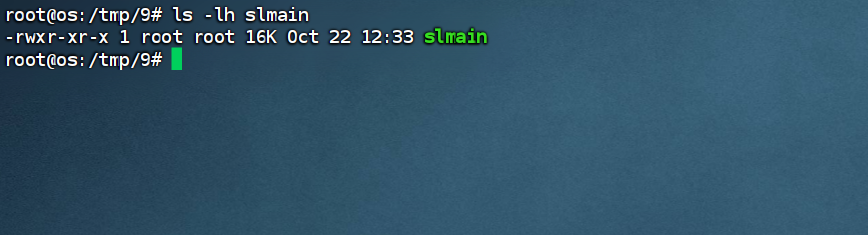 root@os:/tmp/9# ls -lh slmain
-rwxr-xr-x 1 root root 16K Oct 22 12:33 slmain
root@os:/tmp/9#